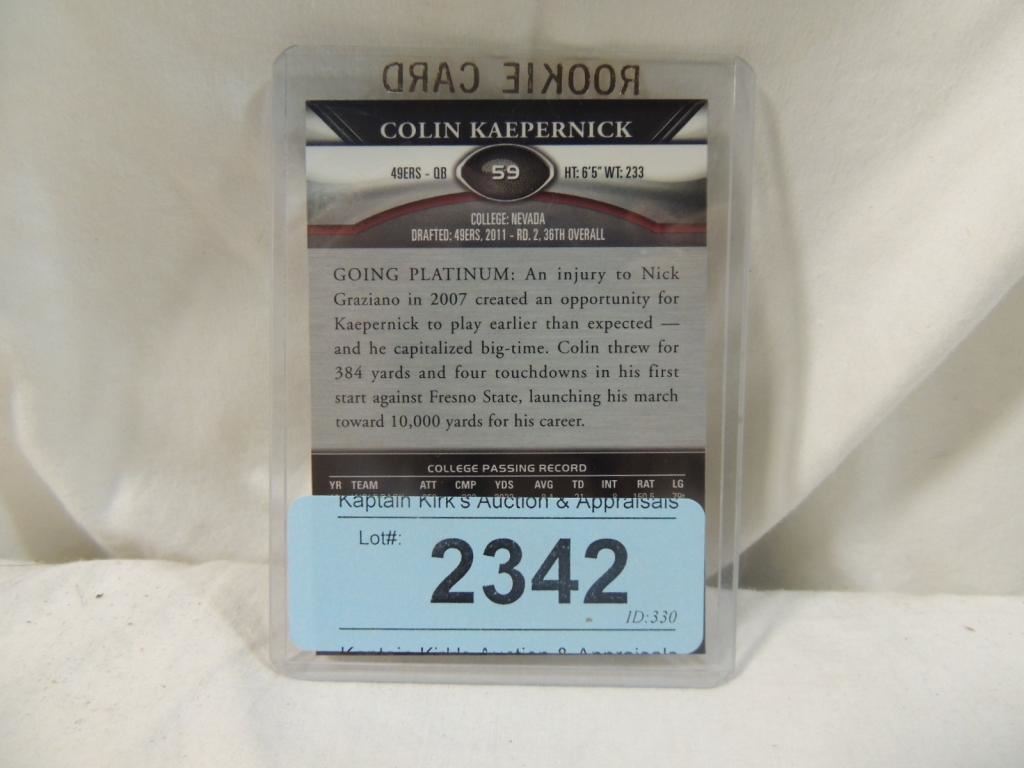 ROOKIE CARD
COLIN KAEPERNICK
49ERS - QB 59 HT: 6'5" WT: 233
COLLEGE: NEVADA
DRAFTED: 49ERS, 2011 - RD. 2, 36TH OVERALL
GOING PLATINUM: An injury to Nick
Graziano in 2007 created an opportunity for
Kaepernick to play earlier than expected —
and he capitalized big-time. Colin threw for
384 yards and four touchdowns in his first
start against Fresno State, launching his march
toward 10,000 yards for his career.
COLLEGE PASSING RECORD
YR TEAM ATT CMP YDS AVG TD INT RAT LG
Kaptain Kirk's Auction & Appraisals
Lot#: 2342
ID:330
Kaptain Kirk's Auction & Appraisals